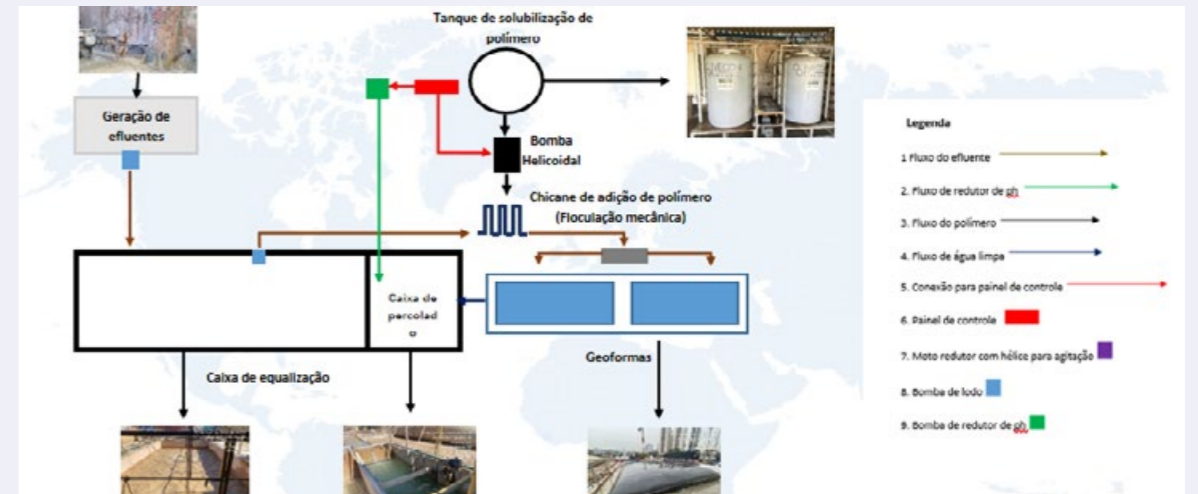 Tanque de solubilização de
polímero
Geração de
efluentes
Bomba
Helicoidal
Chicane de adição de polímero
(Floculação mecânica)
Caixa de
percolad
o
Caixa de equalização
Geoformas
Legenda
1 Fluxo do efluente
2. Fluxo de redutor de ph
3. Fluxo do polímero
4. Fluxo de água limpa
5. Conexão para painel de controle
6. Painel de controle
7. Moto redutor com hélice para agitação
8. Bomba de lodo
9. Bomba de redutor de ph